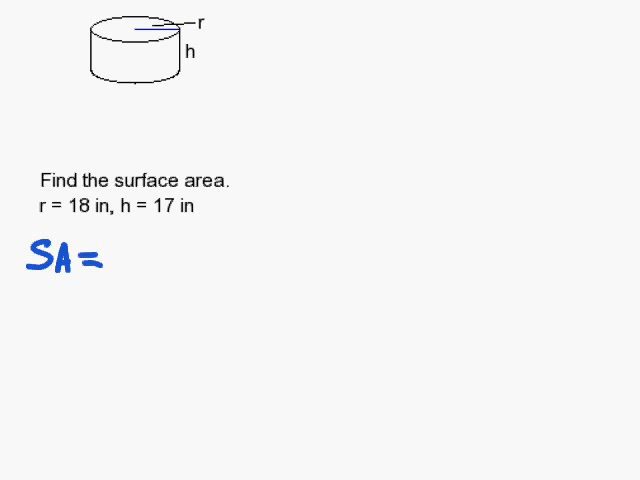 r
h
Find the surface area.
r = 18 in, h = 17 in
SA =